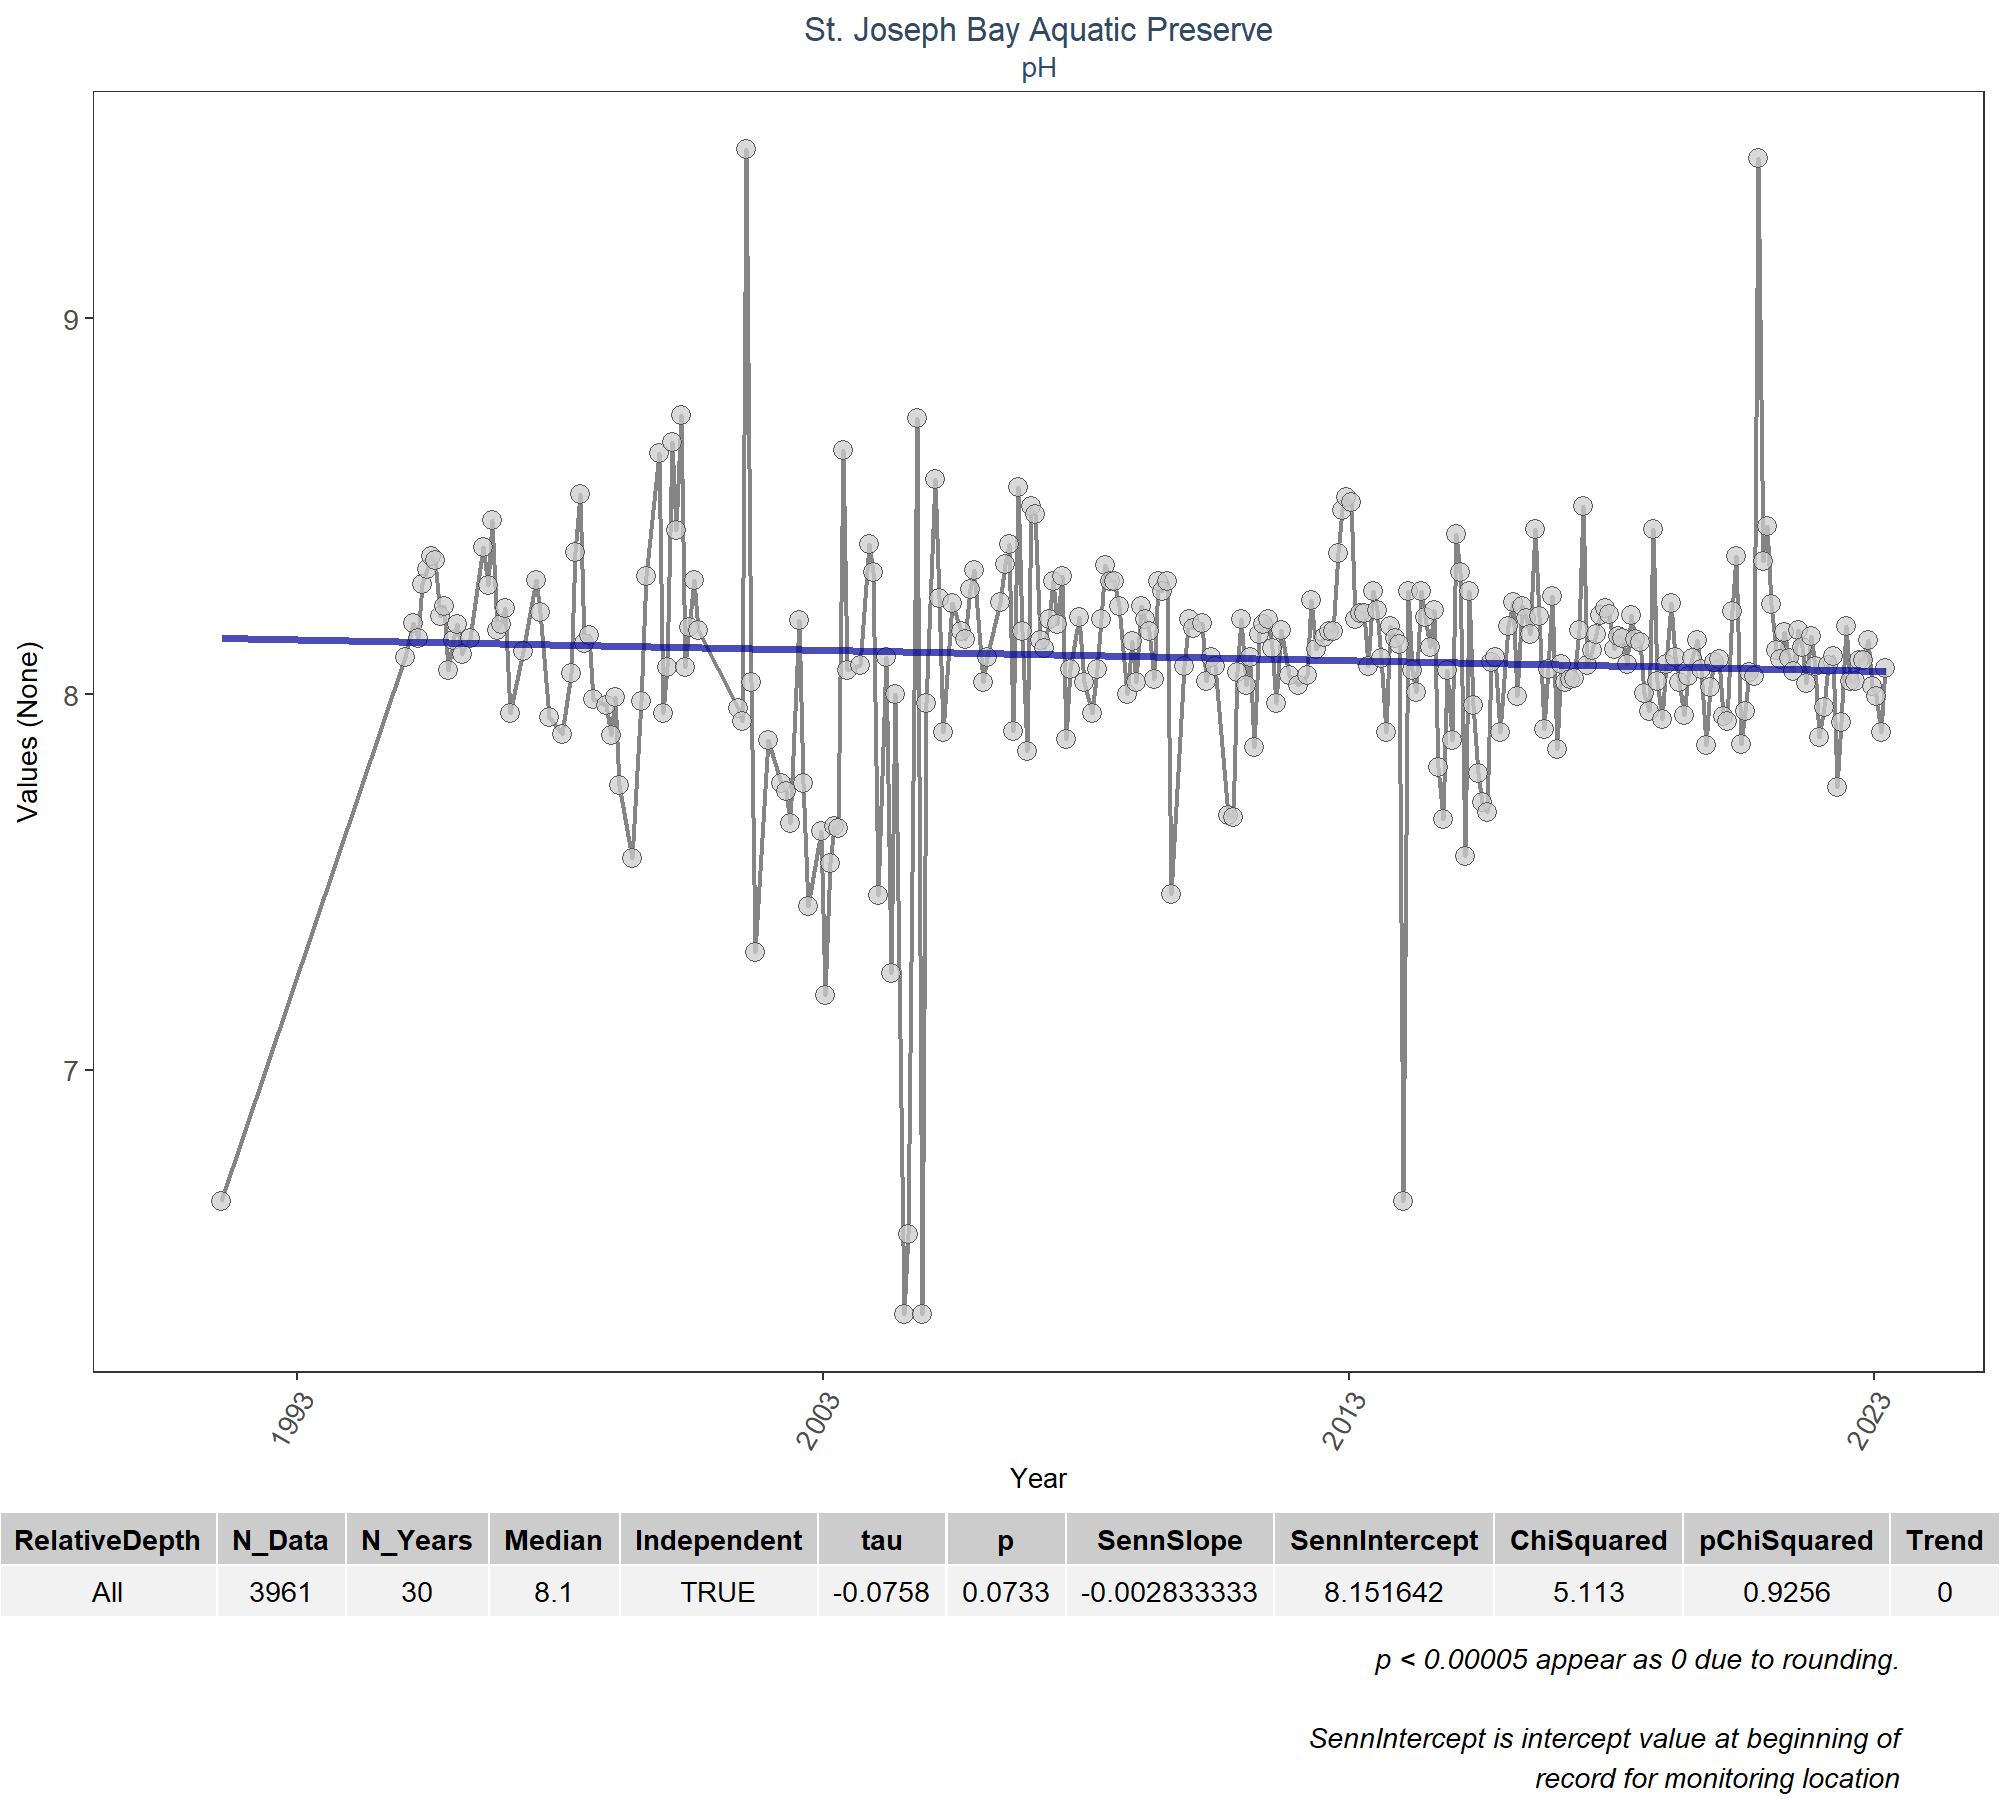 St. Joseph Bay Aquatic Preserve
pH
Values (None)
9
8
7
1993
2003
2013
2023
Year
RelativeDepth N_Data N_Years Median Independent tau p SennSlope SennIntercept ChiSquared pChiSquared Trend
All 3961 30 8.1 TRUE -0.0758 0.0733 -0.002833333 8.151642 5.113 0.9256 0
p < 0.00005 appear as 0 due to rounding.
SennIntercept is intercept value at beginning of
record for monitoring location